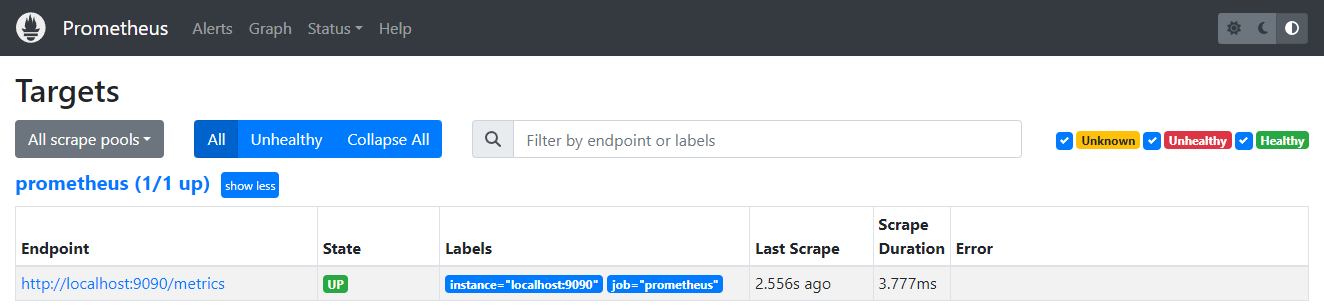 Prometheus Alerts Graph Status Help
Targets
All scrape pools All Unhealthy Collapse All Filter by endpoint or labels Unknown Unhealthy Healthy
prometheus (1/1 up) show less
Endpoint State Labels Last Scrape Scrape Duration Error
http://localhost:9090/metrics UP instance="localhost:9090" job="prometheus" 2.556s ago 3.777ms